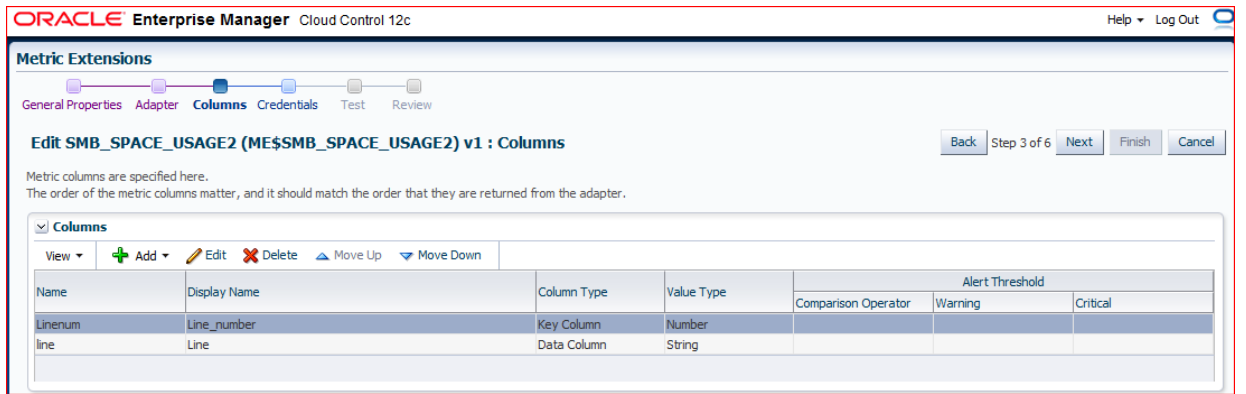 ORACLE Enterprise Manager Cloud Control 12c
Help Log Out
Metric Extensions
General Properties Adapter Columns Credentials Test Review
Edit SMB_SPACE_USAGE2 (ME$SMB_SPACE_USAGE2) v1 : Columns
Back Step 3 of 6 Next Finish Cancel
Metric columns are specified here.
The order of the metric columns matter, and it should match the order that they are returned from the adapter.
Columns
View Add Edit Delete Move Up Move Down
Name Display Name Column Type Value Type Alert Threshold
Comparison Operator Warning Critical
Linenum Line_number Key Column Number
line Line Data Column String